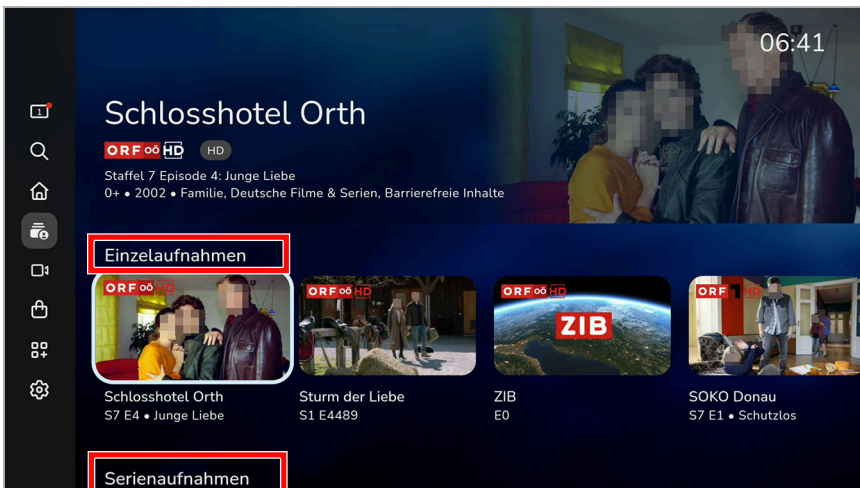 06:41
1
Schlosshotel Orth
ORF oö HD HD
Staffel 7 Episode 4: Junge Liebe
0+ • 2002 • Familie, Deutsche Filme & Serien, Barrierefreie Inhalte
Einzelaufnahmen
ORF oö HD
ORF oö HD
ORF oö HD
ORF 1 HD
ZIB
Schlosshotel Orth
S7 E4 • Junge Liebe
Sturm der Liebe
S1 E4489
ZIB
E0
SOKO Donau
S7 E1 • Schutzlos
Serienaufnahmen